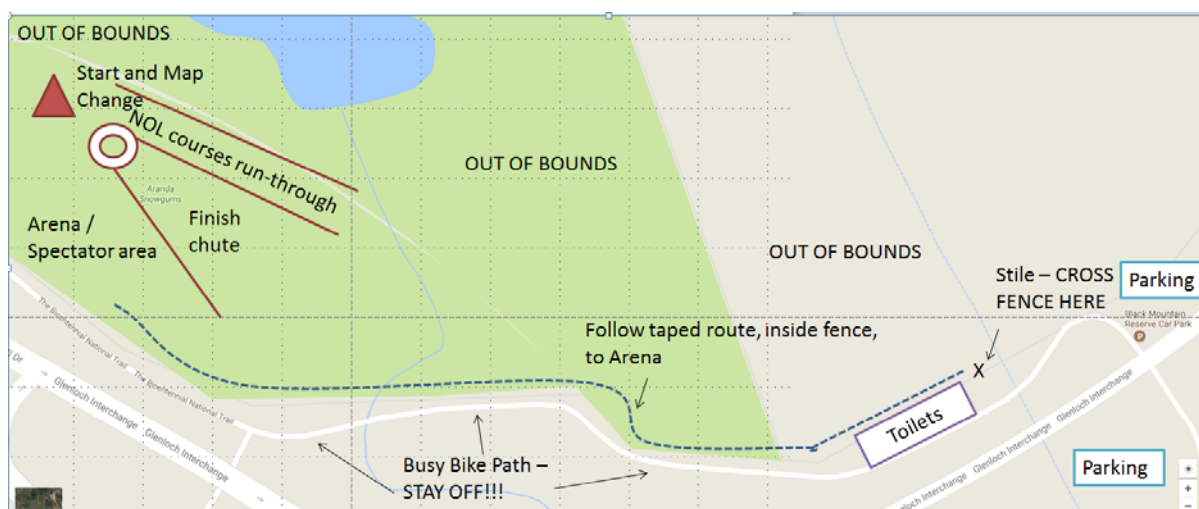 OUT OF BOUNDS
Start and Map
Change
NOL courses run-through
OUT OF BOUNDS
Aranda
Snowgums
Arena /
Spectator area
Finish
chute
OUT OF BOUNDS
Stile – CROSS
FENCE HERE
Parking
Black Mountain
Reserve Car Park
P
Follow taped route, inside fence,
to Arena
X
The Bicentennial National Trail
The Bicentennial National Trail
Dr
Glenloch Interchange
Glenloch Interchange
Toilets
Busy Bike Path –
STAY OFF!!!
Glenloch Interchange
Glenloch Interchange
Parking